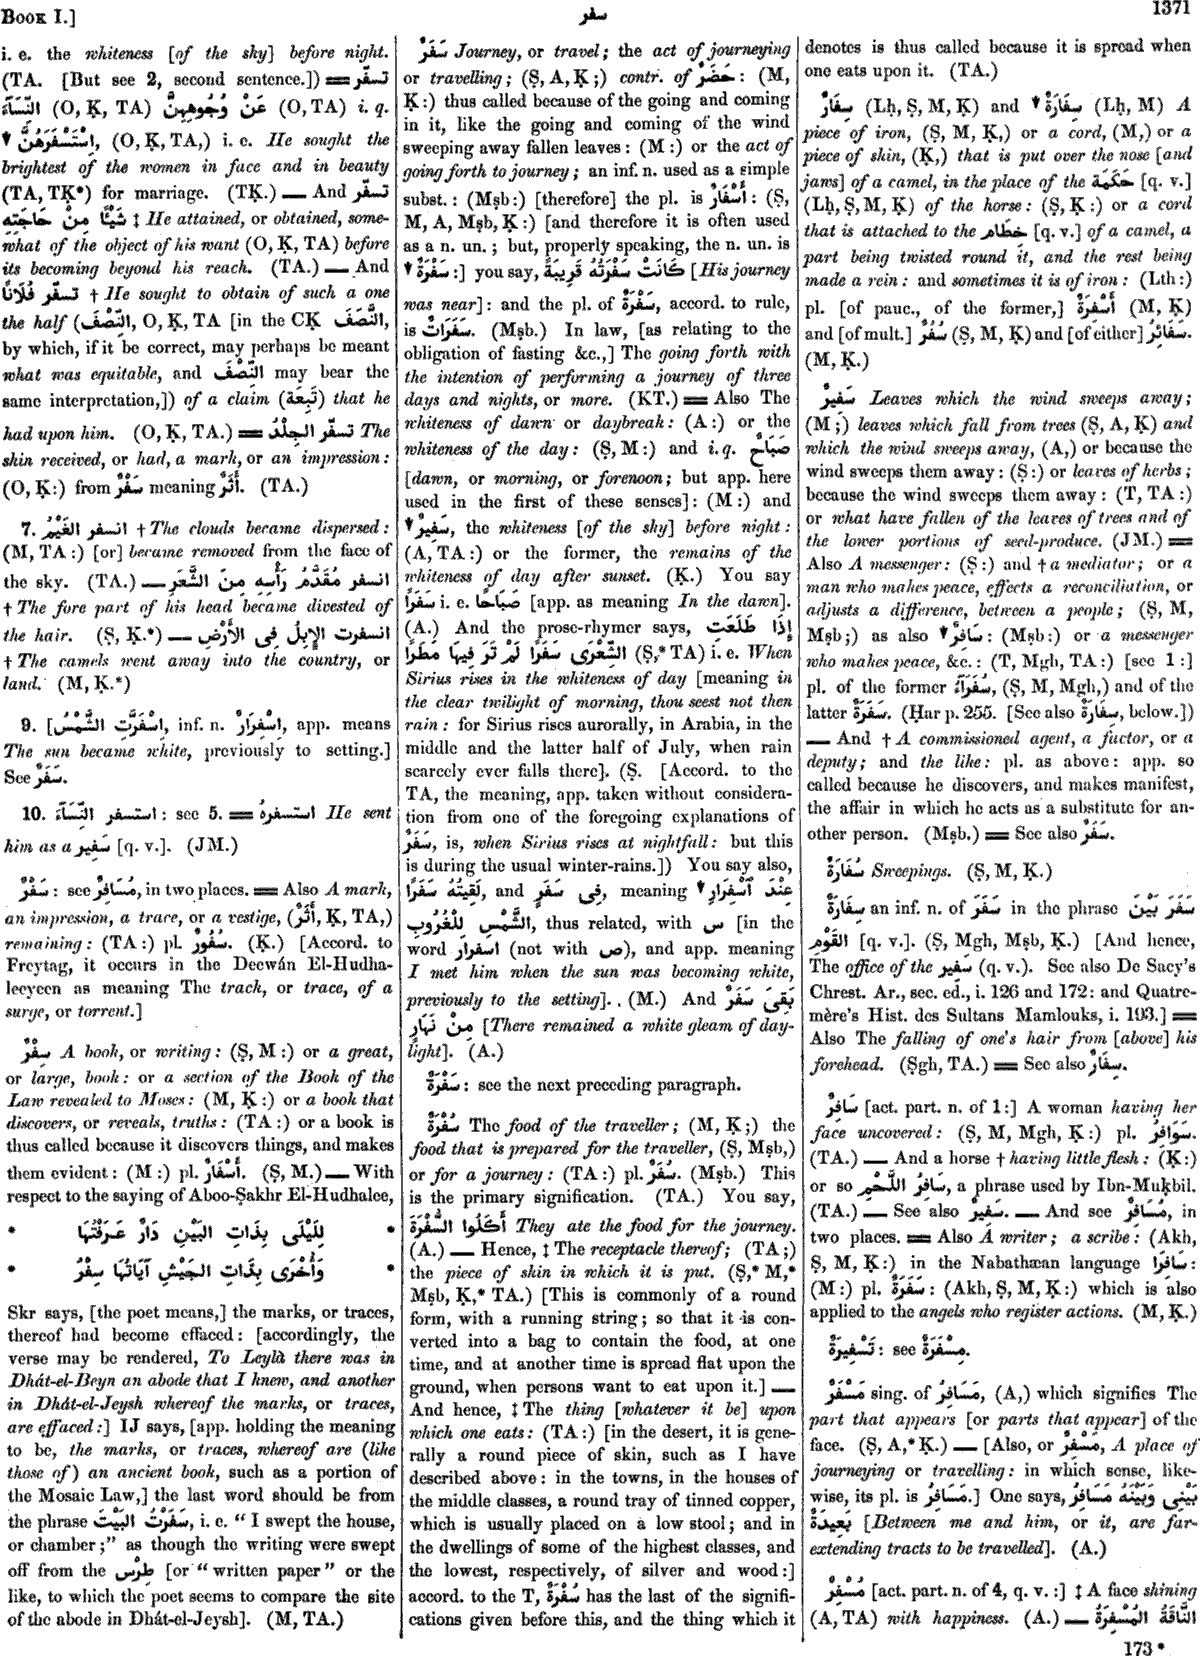 BOOK I.]
سفر
1371
i. e. the whiteness [of the sky] before night.
(TA. [But see 2, second sentence.]) ═ تسفّر
النِّسَآءَ (O, Ḳ, TA) عَنْ وُجُوهِهِنَّ (O, TA) i. q.
▼ اِسْتَسْفَرَهُنَّ, (O, Ḳ, TA,) i. e. He sought the
brightest of the women in face and in beauty
(TA, TḲ*) for marriage. (TḲ.) — And تسفّر
شَيْئًا مِنْ حَاجَتِهِ ‡ He attained, or obtained, some-
what of the object of his want (O, Ḳ, TA) before
its becoming beyond his reach. (TA.) — And
تسفّر فُلَانًا † He sought to obtain of such a one
the half (النِّصْفَ, O, Ḳ, TA [in the CḲ النَّصَفَ,
by which, if it be correct, may perhaps be meant
what was equitable, and النِّصْفَ may bear the
same interpretation,]) of a claim (تَبِعَة) that he
had upon him. (O, Ḳ, TA.) ═ تسفّر الجِلْدُ The
skin received, or had, a mark, or an impression:
(O, Ḳ:) from سَفْرٌ meaning أَثَرٌ. (TA.)
7. انسفر الغَيْمُ † The clouds became dispersed:
(M, TA:) [or] became removed from the face of
the sky. (TA.) — انسفر مُقَدَّمُ رَأْسِهِ مِنَ الشَّعَرِ
† The fore part of his head became divested of
the hair. (Ṣ, Ḳ.*) — انسفرت الإِبِلُ فِى الأَرْضِ
† The camels went away into the country, or
land. (M, Ḳ.*)
9. [اِسْفَرَّتِ الشَّمْسُ, inf. n. اِسْفِرَارٌ, app. means
The sun became white, previously to setting.]
See سَفَرٌ.
10. استسفر النِّسَآءَ: see 5. ═ استسفرهُ He sent
him as a سَفِير [q. v.]. (JM.)
سَفْرٌ: see مُسَافِرٌ, in two places. ═ Also A mark,
an impression, a trace, or a vestige, (أَثَرٌ, Ḳ, TA,)
remaining: (TA:) pl. سُفُورٌ. (Ḳ.) [Accord. to
Freytag, it occurs in the Deewán El-Hudha-
leeyeen as meaning The track, or trace, of a
surge, or torrent.]
سِفْرٌ A book, or writing: (Ṣ, M:) or a great,
or large, book: or a section of the Book of the
Law revealed to Moses: (M, Ḳ:) or a book that
discovers, or reveals, truths: (TA:) or a book is
thus called because it discovers things, and makes
them evident: (M:) pl. أَسْفَارٌ. (Ṣ, M.) — With
respect to the saying of Aboo-Ṣakhr El-Hudhalee,
* لِلَيْلَى بِذَاتِ البَيْنِ دَارٌ عَرَفْتُهَا *
* وَأُخْرَى بِذَاتِ الجَيْشِ آيَاتُهَا سِفْرُ *
Skr says, [the poet means,] the marks, or traces,
thereof had become effaced: [accordingly, the
verse may be rendered, To Leylà there was in
Dhát-el-Beyn an abode that I knew, and another
in Dhát-el-Jeysh whereof the marks, or traces,
are effaced:] IJ says, [app. holding the meaning
to be, the marks, or traces, whereof are (like
those of) an ancient book, such as a portion of
the Mosaic Law,] the last word should be from
the phrase سَفَرْتُ البَيْتَ, i. e. “ I swept the house,
or chamber;” as though the writing were swept
off from the طِرْس [or “ written paper ” or the
like, to which the poet seems to compare the site
of the abode in Dhát-el-Jeysh]. (M, TA.)
سَفَرٌ Journey, or travel; the act of journeying
or travelling; (Ṣ, A, Ḳ;) contr. of حَضَرٌ: (M,
Ḳ:) thus called because of the going and coming
in it, like the going and coming of the wind
sweeping away fallen leaves: (M:) or the act of
going forth to journey; an inf. n. used as a simple
subst.: (Mṣb:) [therefore] the pl. is أَسْفَارٌ: (Ṣ,
M, A, Mṣb, Ḳ:) [and therefore it is often used
as a n. un.; but, properly speaking, the n. un. is
▼ سَفْرَةٌ:] you say, كَانَتْ سَفْرَتُهُ قَرِيبَةً [His journey
was near]: and the pl. of سَفْرَةٌ, accord. to rule,
is سَفَرَاتٌ. (Mṣb.) In law, [as relating to the
obligation of fasting &c.,] The going forth with
the intention of performing a journey of three
days and nights, or more. (KT.) ═ Also The
whiteness of dawn or daybreak: (A:) or the
whiteness of the day: (Ṣ, M:) and i. q. صَبَاحٌ
[dawn, or morning, or forenoon; but app. here
used in the first of these senses]: (M:) and
▼ سَفِيرٌ, the whiteness [of the sky] before night:
(A, TA:) or the former, the remains of the
whiteness of day after sunset. (Ḳ.) You say
سَفَرًا i. e. صَبَاحًا [app. as meaning In the dawn].
(A.) And the prose-rhymer says, إِذَا طَلَعَتِ
الشِّعْرَى سَفَرًا لَمْ تَرَ فِيهَا مَطَرًا (Ṣ,* TA) i. e. When
Sirius rises in the whiteness of day [meaning in
the clear twilight of morning, thou seest not then
rain: for Sirius rises aurorally, in Arabia, in the
middle and the latter half of July, when rain
scarcely ever falls there]. (Ṣ. [Accord. to the
TA, the meaning, app. taken without considera-
tion from one of the foregoing explanations of
سَفَرٌ, is, when Sirius rises at nightfall: but this
is during the usual winter-rains.]) You say also,
لَقِيتُهُ سَفَرًا, and فِى سَفَرٍ, meaning ▼ عِنْدَ ٱسْفِرَارِ
الشَّمْسِ لِلْغُرُوبِ, thus related, with س [in the
word اسفرار (not with ص), and app. meaning
I met him when the sun was becoming white,
previously to the setting]. (M.) And بَقِىَ سَفَرٌ
مِنْ نَهَارٍ [There remained a white gleam of day-
light]. (A.)
سَفْرَةٌ: see the next preceding paragraph.
سُفْرَةٌ The food of the traveller; (M, Ḳ;) the
food that is prepared for the traveller, (Ṣ, Mṣb,)
or for a journey: (TA:) pl. سُفَرٌ. (Mṣb.) This
is the primary signification. (TA.) You say,
أَكَلُوا السُّفْرَةَ They ate the food for the journey.
(A.) — Hence, ‡ The receptacle thereof; (TA;)
the piece of skin in which it is put. (Ṣ,* M,*
Mṣb, Ḳ,* TA.) [This is commonly of a round
form, with a running string; so that it is con-
verted into a bag to contain the food, at one
time, and at another time is spread flat upon the
ground, when persons want to eat upon it.] —
And hence, ‡ The thing [whatever it be] upon
which one eats: (TA:) [in the desert, it is gene-
rally a round piece of skin, such as I have
described above: in the towns, in the houses of
the middle classes, a round tray of tinned copper,
which is usually placed on a low stool; and in
the dwellings of some of the highest classes, and
the lowest, respectively, of silver and wood:]
accord. to the T, سُفْرَةٌ has the last of the signifi-
cations given before this, and the thing which it
denotes is thus called because it is spread when
one eats upon it. (TA.)
سِفَارٌ (Lḥ, Ṣ, M, Ḳ) and ▼ سِفَارَةٌ (Lḥ, M) A
piece of iron, (Ṣ, M, Ḳ,) or a cord, (M,) or a
piece of skin, (Ḳ,) that is put over the nose [and
jaws] of a camel, in the place of the حَكَمَة [q. v.]
(Lḥ, Ṣ, M, Ḳ) of the horse: (Ṣ, Ḳ:) or a cord
that is attached to the خِطَام [q. v.] of a camel, a
part being twisted round it, and the rest being
made a rein: and sometimes it is of iron: (Lth:)
pl. [of pauc., of the former,] أَسْفِرَةٌ (M, Ḳ)
and [of mult.] سُفُرٌ (Ṣ, M, Ḳ) and [of either] سَفَائِرُ.
(M, Ḳ.)
سَفِيرٌ Leaves which the wind sweeps away;
(M;) leaves which fall from trees (Ṣ, A, Ḳ) and
which the wind sweeps away, (A,) or because the
wind sweeps them away: (Ṣ:) or leaves of herbs;
because the wind sweeps them away: (T, TA:)
or what have fallen of the leaves of trees and of
the lower portions of seed-produce. (JM.) ═
Also A messenger: (Ṣ:) and † a mediator; or a
man who makes peace, effects a reconciliation, or
adjusts a difference, between a people; (Ṣ, M,
Mṣb;) as also ▼ سَافِرٌ: (Mṣb:) or a messenger
who makes peace, &c.: (T, Mgh, TA:) [see 1:]
pl. of the former سُفَرَآءُ, (Ṣ, M, Mgh,) and of the
latter سَفَرَةٌ. (Ḥar p. 255. [See also سِفَارَةٌ, below.])
— And † A commissioned agent, a factor, or a
deputy; and the like: pl. as above: app. so
called because he discovers, and makes manifest,
the affair in which he acts as a substitute for an-
other person. (Mṣb.) ═ See also سَفَرٌ.
سُفَارَةٌ Sweepings. (Ṣ, M, Ḳ.)
سِفَارَةٌ an inf. n. of سَفَرَ in the phrase سَفَرَ بَيْنَ
القَوْمِ [q. v.]. (Ṣ, Mgh, Mṣb, Ḳ.) [And hence,
The office of the سَفِير (q. v.). See also De Sacy’s
Chrest. Ar., sec. ed., i. 126 and 172: and Quatre-
mère’s Hist. des Sultans Mamlouks, i. 193.] ═
Also The falling of one’s hair from [above] his
forehead. (Ṣgh, TA.) ═ See also سِفَارٌ.
سَافِرٌ [act. part. n. of 1:] A woman having her
face uncovered: (Ṣ, M, Mgh, Ḳ:) pl. سَوَافِرُ.
(TA.) — And a horse † having little flesh: (Ḳ:)
or so سَافِرُ اللَّحْمِ, a phrase used by Ibn-Muḳbil.
(TA.) — See also سَفِيرٌ. — And see مُسَافِرٌ, in
two places. ═ Also A writer; a scribe: (Akh,
Ṣ, M, Ḳ:) in the Nabathæan language سَافِرَا:
(M:) pl. سَفَرَةٌ: (Akh, Ṣ, M, Ḳ:) which is also
applied to the angels who register actions. (M, Ḳ.)
تَسْفِيرَةٌ: see مِسْفَرَةٌ.
مَسْفَرٌ sing. of مَسَافِرُ, (A,) which signifies The
part that appears [or parts that appear] of the
face. (Ṣ, A,* Ḳ.) — [Also, or مَسْفِرٌ, A place of
journeying or travelling: in which sense, like-
wise, its pl. is مَسَافِرُ.] One says, بَيْنِى وَبَيْنَهُ مَسَافِرُ
بَعِيدَةٌ [Between me and him, or it, are far-
extending tracts to be travelled]. (A.)
مُسْفِرٌ [act. part. n. of 4, q. v.:] ‡ A face shining
(A, TA) with happiness. (A.) — النَّاقَةُ المُسْفِرَةُ
173 *